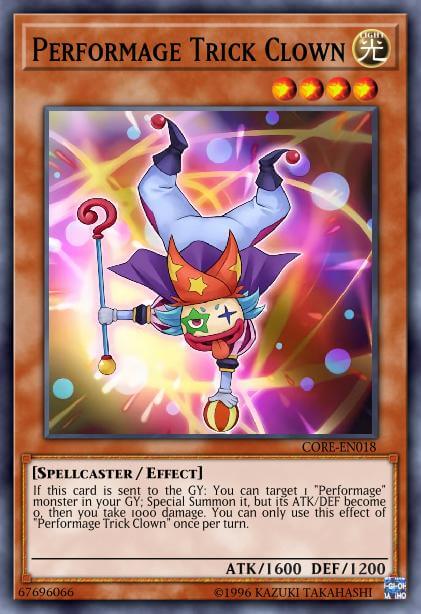 PERFORMAGE TRICK CLOWN
LIGHT
光
CORE-EN018
[SPELLCASTER / EFFECT]
If this card is sent to the GY: You can target 1 "Performage"
monster in your GY; Special Summon it, but its ATK/DEF become
0, then you take 1000 damage. You can only use this effect of
"Performage Trick Clown" once per turn.
ATK/1600 DEF/1200
67696066
©1996 KAZUKI TAKAHASHI